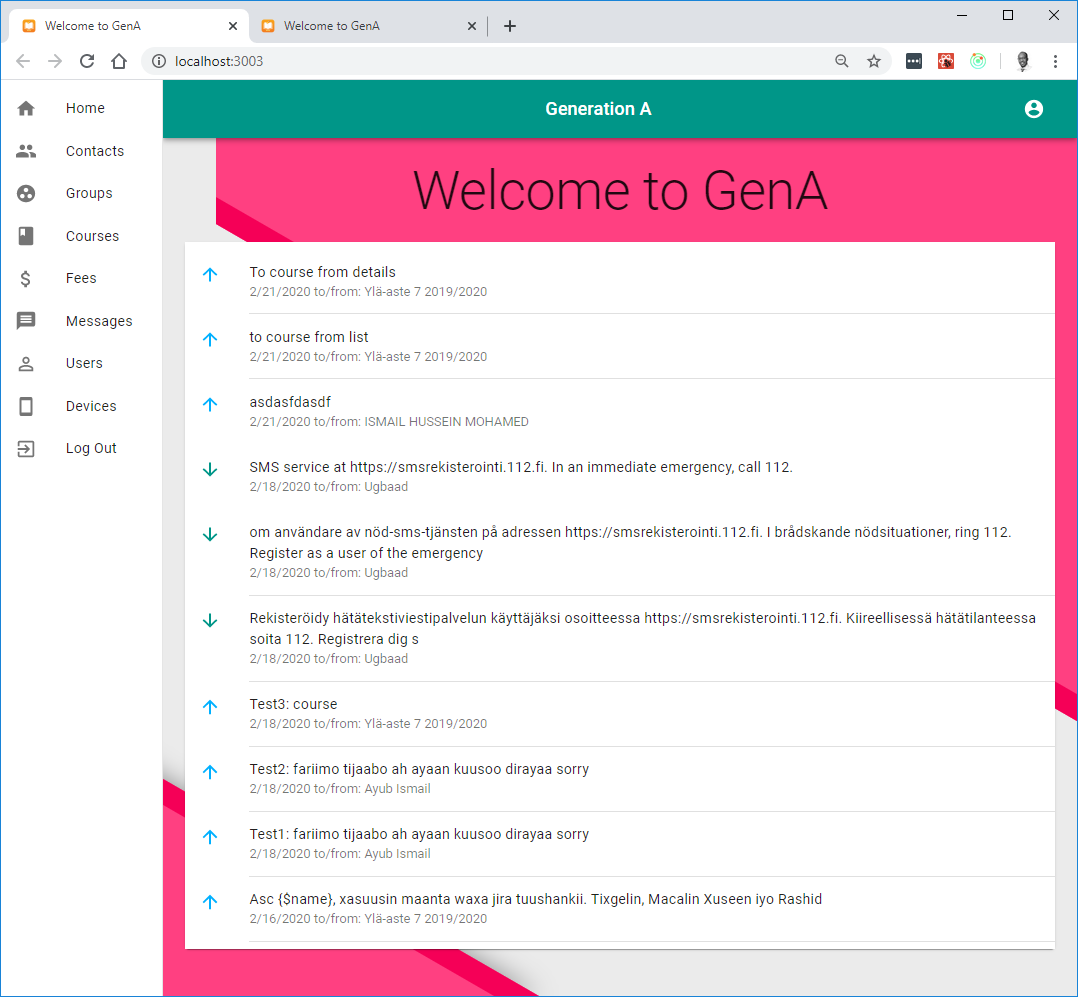 Welcome to GenA
Welcome to GenA
localhost:3003
Home
Contacts
Groups
Courses
Fees
Messages
Users
Devices
Log Out
Generation A
Welcome to GenA
To course from details
2/21/2020 to/from: Ylä-aste 7 2019/2020
to course from list
2/21/2020 to/from: Ylä-aste 7 2019/2020
asdasfdasdf
2/21/2020 to/from: ISMAIL HUSSEIN MOHAMED
SMS service at https://smsrekisterointi.112.fi. In an immediate emergency, call 112.
2/18/2020 to/from: Ugbaad
om användare av nöd-sms-tjänsten på adressen https://smsrekisterointi.112.fi. I brådskande nödsituationer, ring 112.
Register as a user of the emergency
2/18/2020 to/from: Ugbaad
Rekisteröidy hätätekstiviestipalvelun käyttäjäksi osoitteessa https://smsrekisterointi.112.fi. Kiireellisessä hätätilanteessa
soita 112. Registrera dig s
2/18/2020 to/from: Ugbaad
Test3: course
2/18/2020 to/from: Ylä-aste 7 2019/2020
Test2: fariimo tijaabo ah ayaan kuusoo dirayaa sorry
2/18/2020 to/from: Ayub Ismail
Test1: fariimo tijaabo ah ayaan kuusoo dirayaa sorry
2/18/2020 to/from: Ayub Ismail
Asc {$name}, xasuusin maanta waxa jira tuushankii. Tixgelin, Macalin Xuseen iyo Rashid
2/16/2020 to/from: Ylä-aste 7 2019/2020